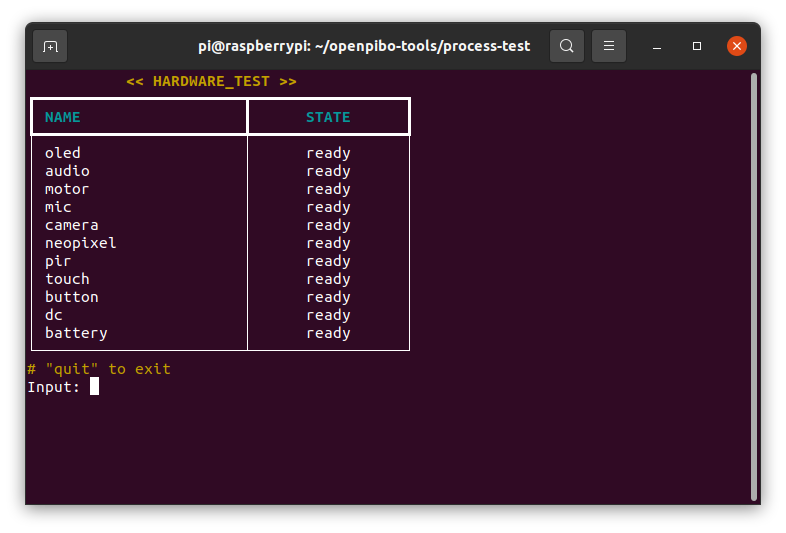 pi@raspberrypi: ~/openpibo-tools/process-test
<< HARDWARE_TEST >>
NAME STATE
oled ready
audio ready
motor ready
mic ready
camera ready
neopixel ready
pir ready
touch ready
button ready
dc ready
battery ready
# "quit" to exit
Input: